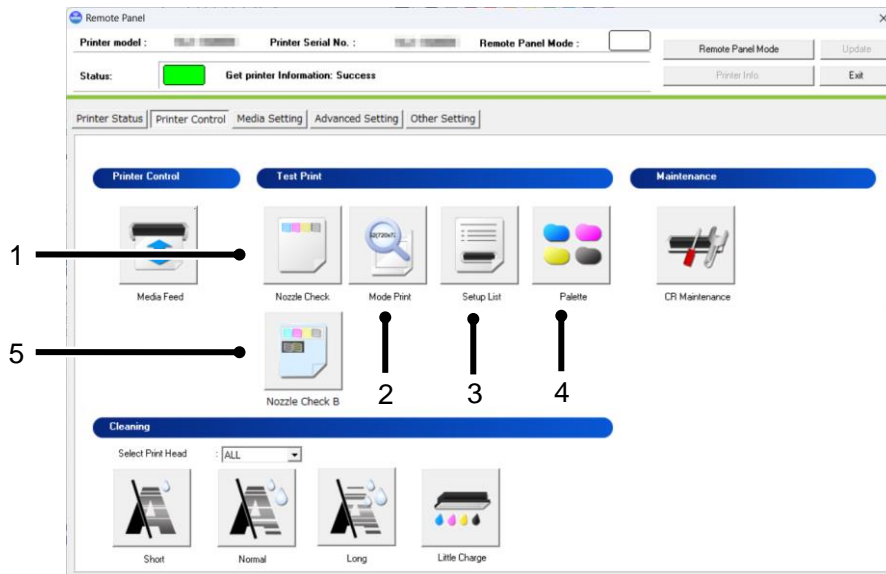 Remote Panel
Printer model :
Printer Serial No. :
Remote Panel Mode :
Remote Panel Mode
Update
Status:
Get printer Information: Success
Printer Info
Exit
Printer Status
Printer Control
Media Setting
Advanced Setting
Other Setting
Printer Control
Test Print
Maintenance
1
Media Feed
Nozzle Check
Mode Print
Setup List
Palette
CR Maintenance
5
2
3
4
Nozzle Check B
Cleaning
Select Print Head : ALL
Short
Normal
Long
Little Charge